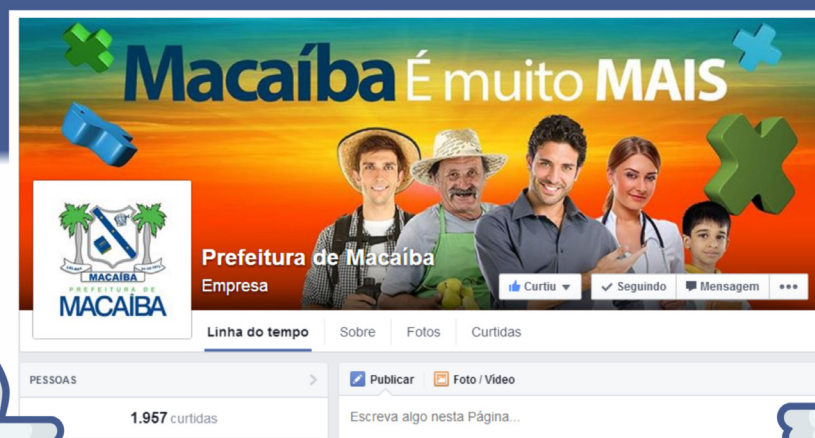 Macaíba É muito MAIS
MACAÍBA
PREFEITURA DE
MACAÍBA
Prefeitura de Macaíba
Empresa
Curtiu
Seguindo
Mensagem
Linha do tempo
Sobre
Fotos
Curtidas
PESSOAS
1.957 curtidas
Publicar
Foto / Vídeo
Escreva algo nesta Página...